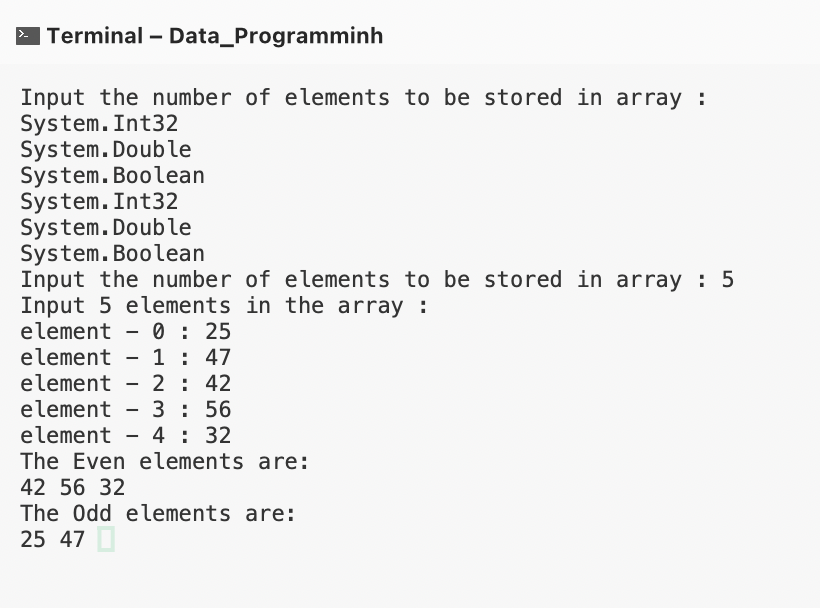 Terminal – Data_Programminh
Input the number of elements to be stored in array :
System.Int32
System.Double
System.Boolean
System.Int32
System.Double
System.Boolean
Input the number of elements to be stored in array : 5
Input 5 elements in the array :
element - 0 : 25
element - 1 : 47
element - 2 : 42
element - 3 : 56
element - 4 : 32
The Even elements are:
42 56 32
The Odd elements are:
25 47